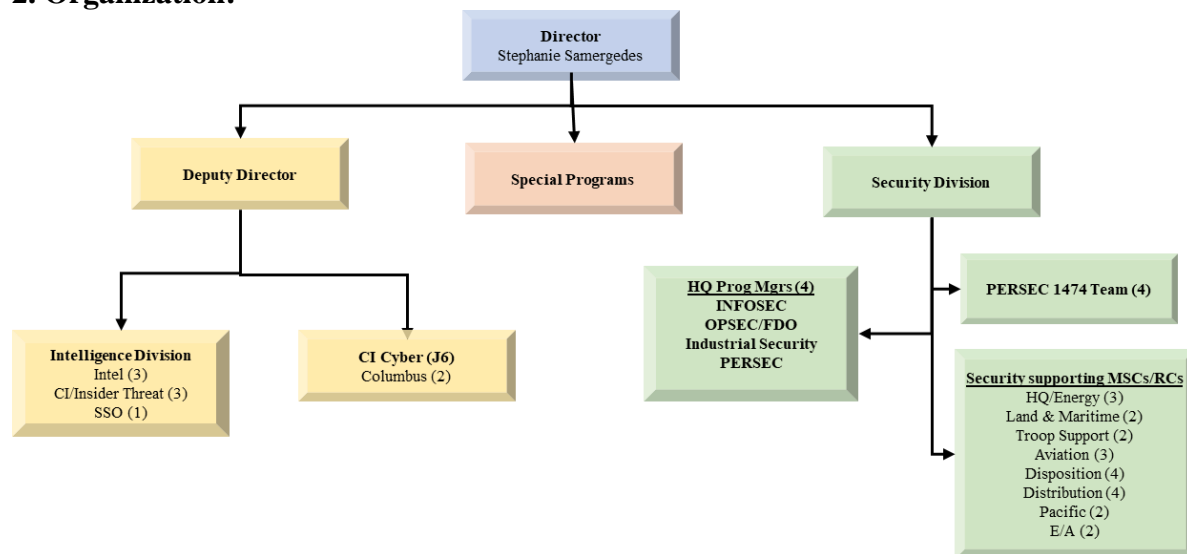 2. Organization:
Director
Stephanie Samergedes
Deputy Director
Special Programs
Security Division
HQ Prog Mgrs (4)
INFOSEC
OPSEC/FDO
Industrial Security
PERSEC
PERSEC 1474 Team (4)
Intelligence Division
Intel (3)
CI/Insider Threat (3)
SSO (1)
CI Cyber (J6)
Columbus (2)
Security supporting MSCs/RCs
HQ/Energy (3)
Land & Maritime (2)
Troop Support (2)
Aviation (3)
Disposition (4)
Distribution (4)
Pacific (2)
E/A (2)